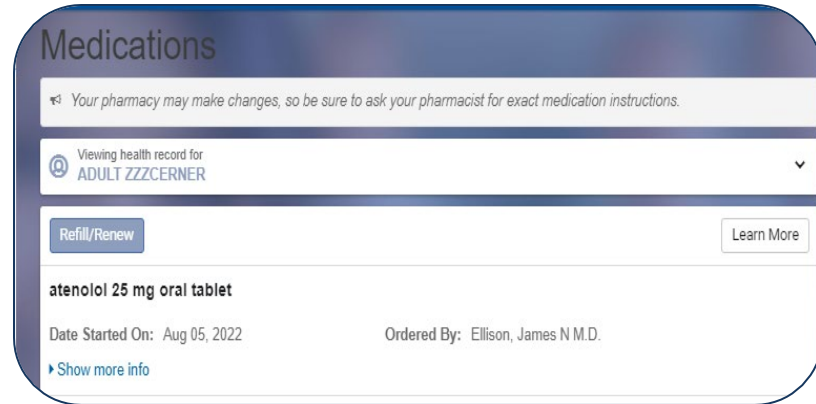 Medications
Your pharmacy may make changes, so be sure to ask your pharmacist for exact medication instructions.
Viewing health record for
ADULT ZZZCERNER
Refill/Renew Learn More
atenolol 25 mg oral tablet
Date Started On: Aug 05, 2022 Ordered By: Ellison, James N M.D.
Show more info